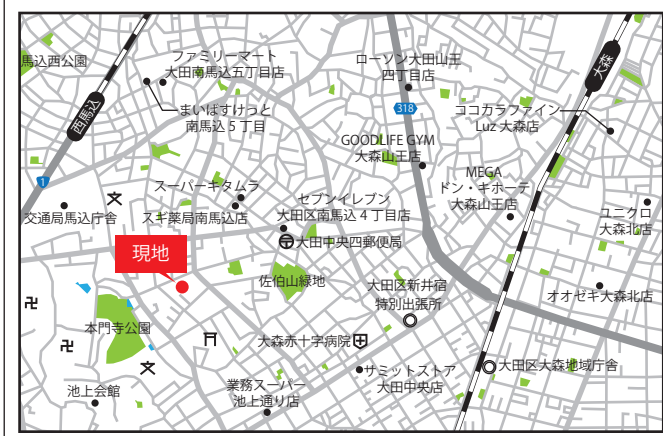 馬込西公園
ファミリーマート
大田南馬込五丁目店
ローソン大田山王
四丁目店
大森
西馬込
まいばすけっと
南馬込5丁目
318
ココカラファイン
Luz大森店
GOODLIFE GYM
大森山王店
MEGA
ドン・キホーテ
大森山王店
1
スーパーキタムラ
スギ薬局南馬込店
セブンイレブン
大田区南馬込4丁目店
交通局馬込庁舎
文
ユニクロ
大森北店
大田中央四郵便局
現地
佐伯山緑地
大田区新井宿
特別出張所
オオゼキ大森北店
本門寺公園
大森赤十字病院
文
サミットストア
大田中央店
大田区大森地域庁舎
池上会館
業務スーパー
池上通り店